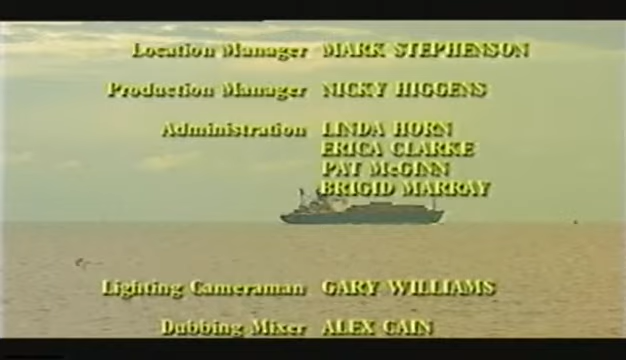 Location Manager MARK STEPHENSON
Production Manager NICKY HIGGENS
Administration LINDA HORN
ERICA CLARKE
PAT McGINN
BRIGID MARRAY
Lighting Cameraman GARY WILLIAMS
Dubbing Mixer ALEX CAIN